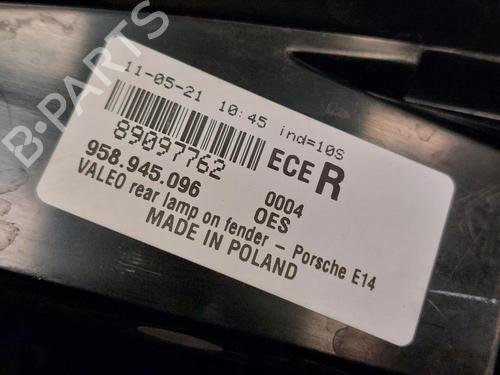 B-PARTS
11-05-21 10:45 ind=10S
89097762
ECE R
958.945.096
0004
OES
VALEO rear lamp on fender - Porsche E14
MADE IN POLAND